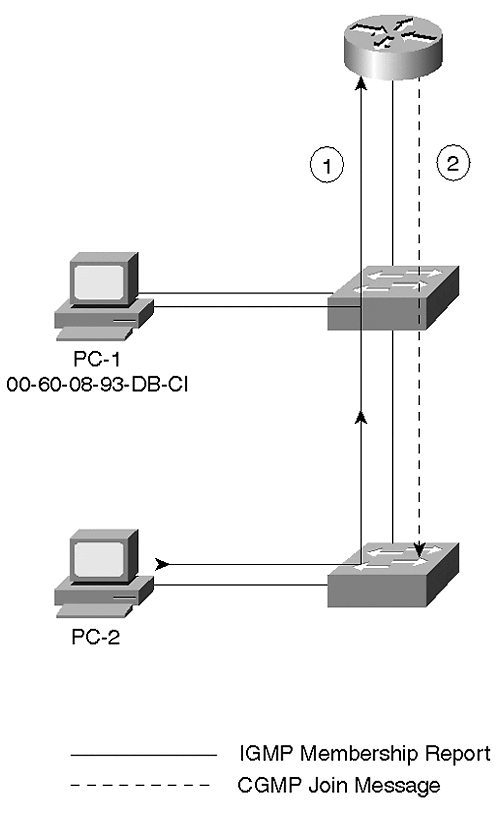 1
2
PC-1
00-60-08-93-DB-CI
PC-2
IGMP Membership Report
CGMP Join Message